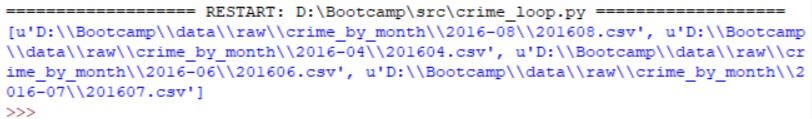 =================== RESTART: D:\Bootcamp\src\crime_loop.py ===================
[u'D:\\Bootcamp\\data\\raw\\crime_by_month\\2016-08\\201608.csv', u'D:\\Bootcamp
\\data\\raw\\crime_by_month\\2016-04\\201604.csv', u'D:\\Bootcamp\\data\\raw\\cr
ime_by_month\\2016-06\\201606.csv', u'D:\\Bootcamp\\data\\raw\\crime_by_month\\2
016-07\\201607.csv']
>>>